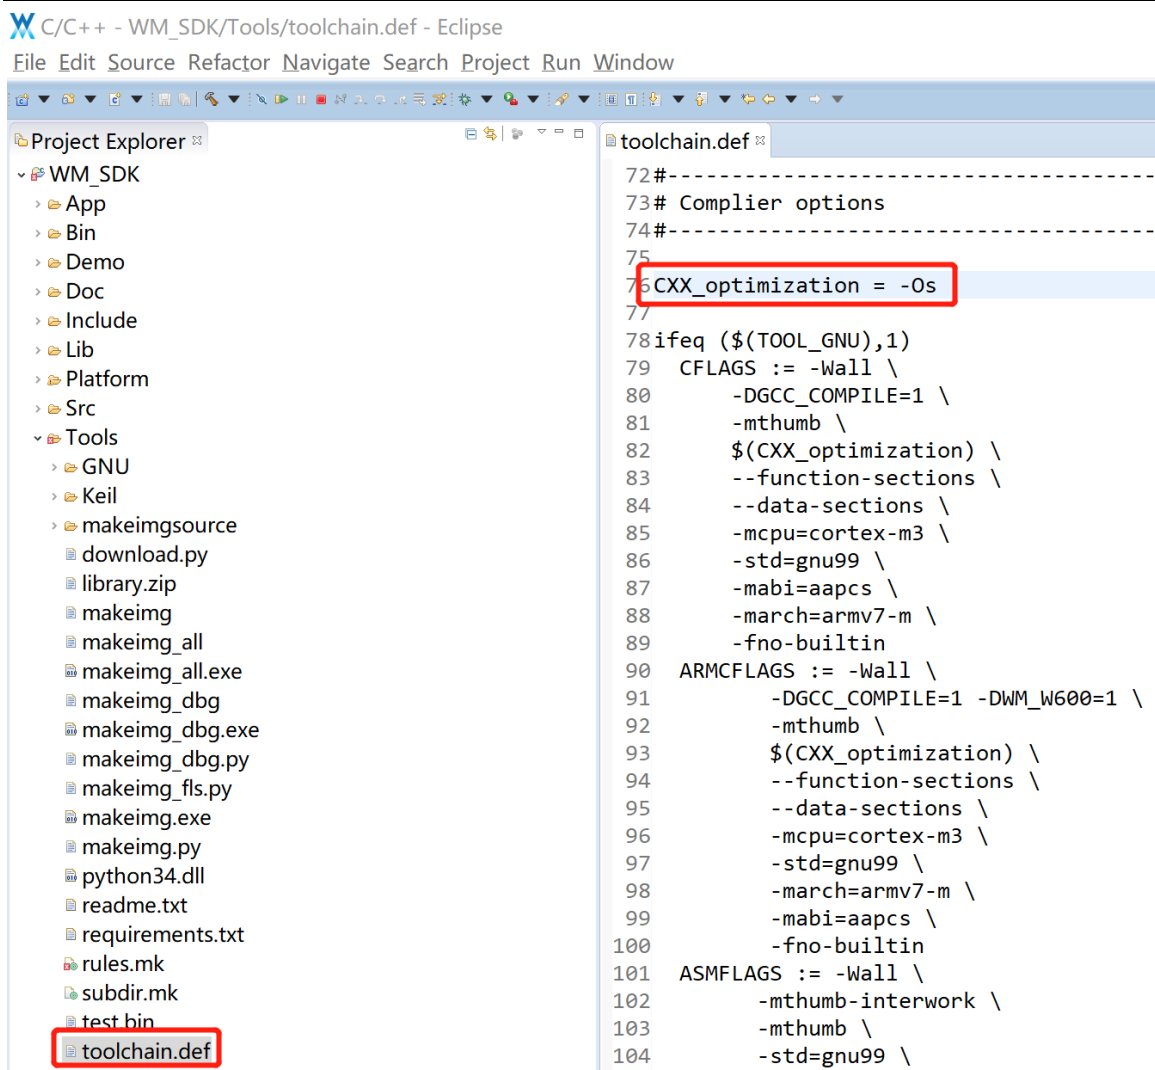 C/C++ - WM_SDK/Tools/toolchain.def - Eclipse
File Edit Source Refactor Navigate Search Project Run Window
Project Explorer
WM_SDK
App
Bin
Demo
Doc
Include
Lib
Platform
Src
Tools
GNU
Keil
makeimgsource
download.py
library.zip
makeimg
makeimg_all
makeimg_all.exe
makeimg_dbg
makeimg_dbg.exe
makeimg_dbg.py
makeimg_fls.py
makeimg.exe
makeimg.py
python34.dll
readme.txt
requirements.txt
rules.mk
subdir.mk
test.bin
toolchain.def
toolchain.def
72 #--------------------------------------
73 # Complier options
74 #--------------------------------------
75
76 CXX_optimization = -Os
77
78 ifeq ($(TOOL_GNU),1)
79   CFLAGS := -Wall \
80       -DGCC_COMPILE=1 \
81       -mthumb \
82       $(CXX_optimization) \
83       --function-sections \
84       --data-sections \
85       -mcpu=cortex-m3 \
86       -std=gnu99 \
87       -mabi=aapcs \
88       -march=armv7-m \
89       -fno-builtin
90   ARMCFLAGS := -Wall \
91          -DGCC_COMPILE=1 -DWM_W600=1 \
92          -mthumb \
93          $(CXX_optimization) \
94          --function-sections \
95          --data-sections \
96          -mcpu=cortex-m3 \
97          -std=gnu99 \
98          -march=armv7-m \
99          -mabi=aapcs \
100          -fno-builtin
101   ASMFLAGS := -Wall \
102         -mthumb-interwork \
103         -mthumb \
104         -std=gnu99 \